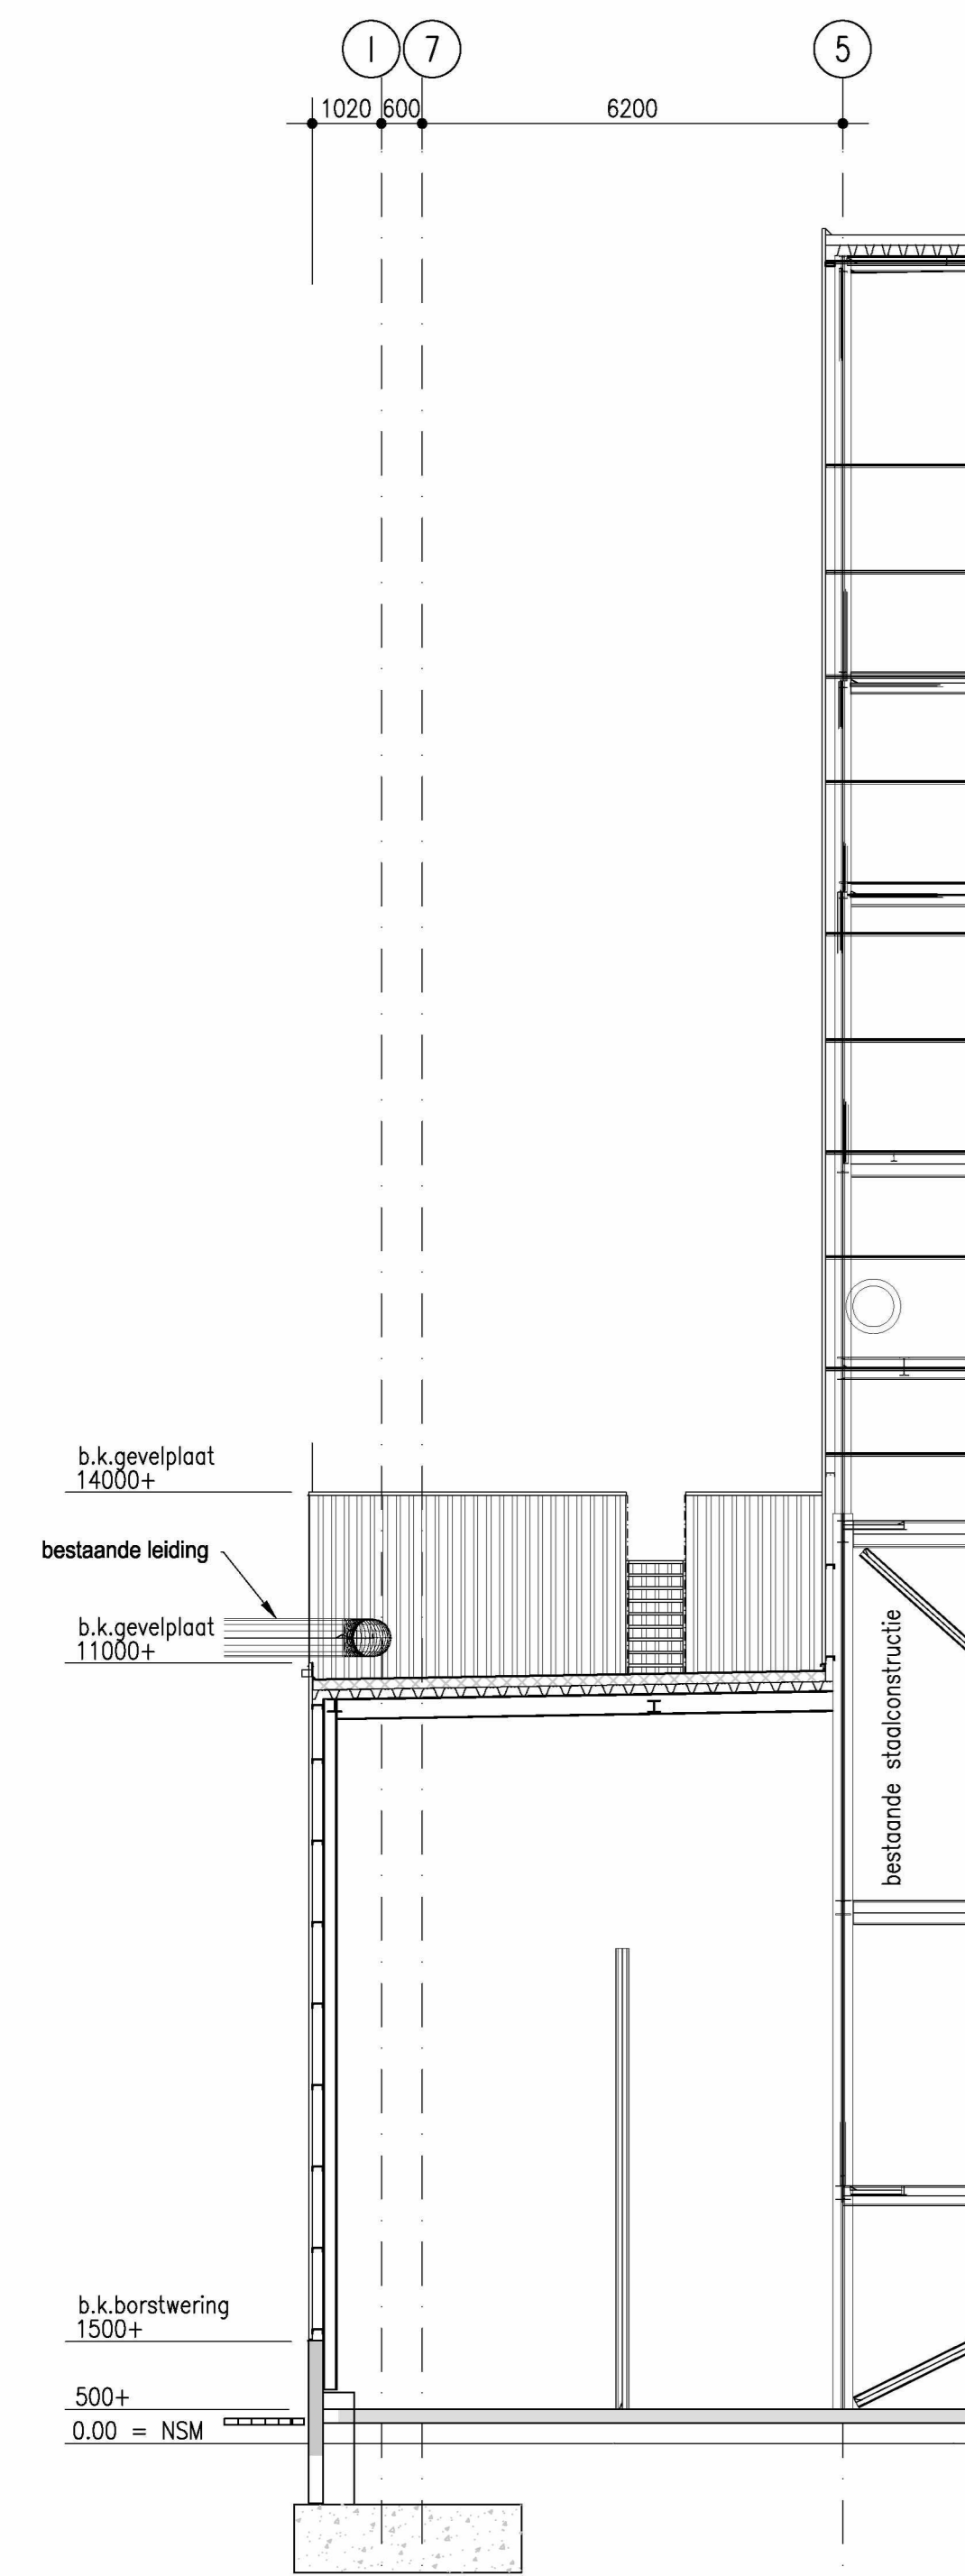 I 7 5
1020 600 6200
b.k.gevelplaat
14000+
bestaande leiding
b.k.gevelplaat
11000+
bestaande staalconstructie
b.k.borstwering
1500+
500+
0.00 = NSM